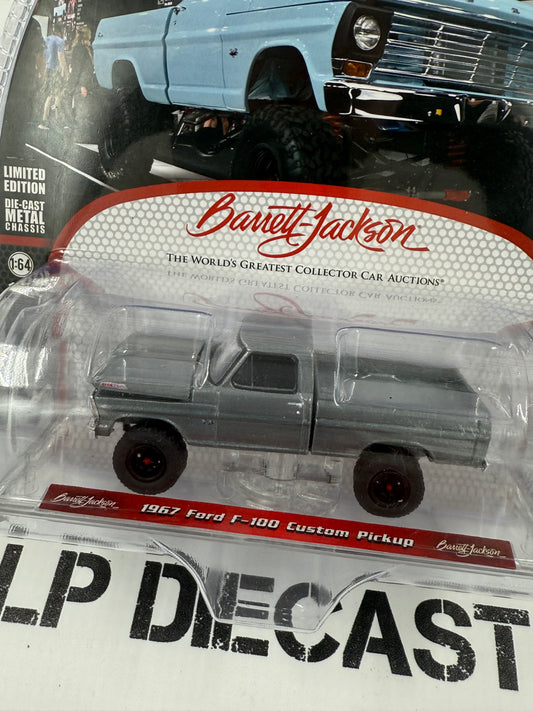 LIMITED
EDITION
DIE-CAST
METAL
CHASSIS
1:64
Barrett-Jackson
THE WORLD'S GREATEST COLLECTOR CAR AUCTIONS®
Barrett-Jackson
1967 Ford F-100 Custom Pickup
Barrett-Jackson
LP DIECAST